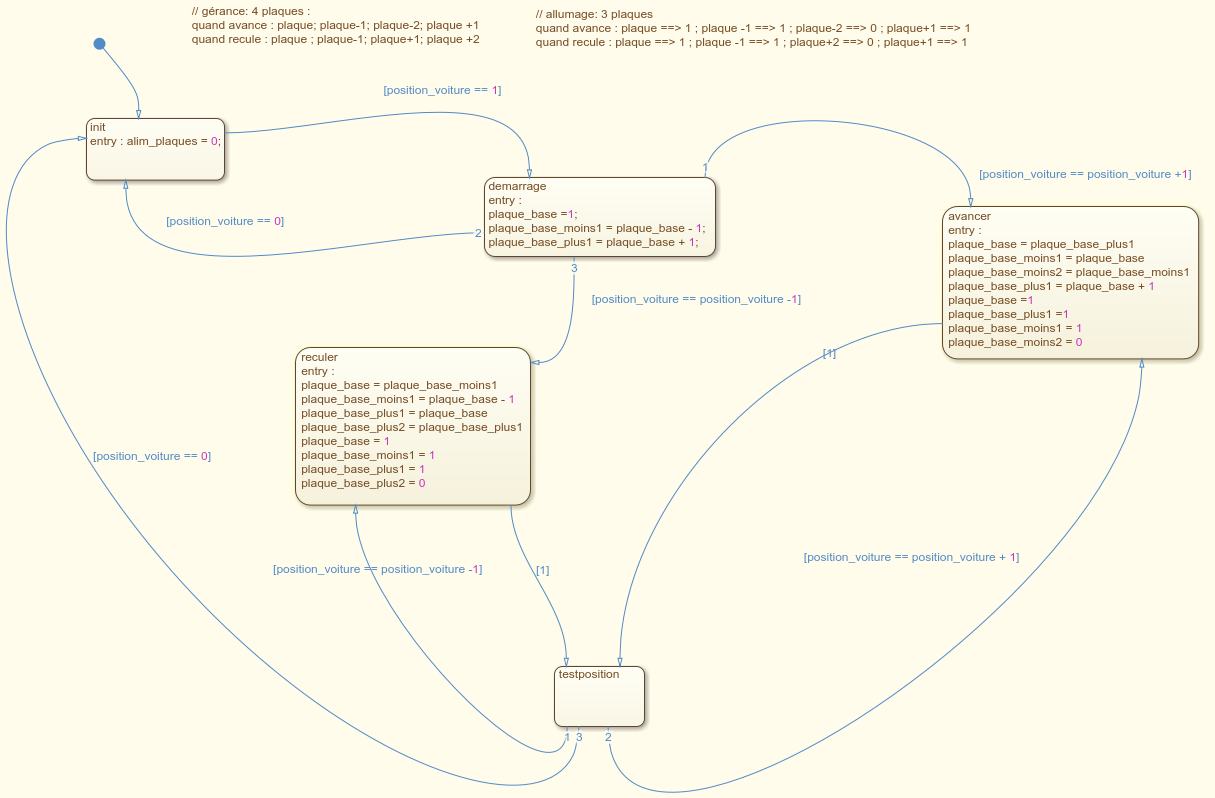 // gérance: 4 plaques :
quand avance : plaque; plaque-1; plaque-2; plaque +1
quand recule : plaque ; plaque-1; plaque+1; plaque +2
// allumage: 3 plaques
quand avance : plaque ==> 1 ; plaque -1 ==> 1 ; plaque-2 ==> 0 ; plaque+1 ==> 1
quand recule : plaque ==> 1 ; plaque -1 ==> 1 ; plaque+2 ==> 0 ; plaque+1 ==> 1
[position_voiture == 1]
init
entry : alim_plaques = 0;
1
[position_voiture == position_voiture +1]
demarrage
entry :
plaque_base =1;
plaque_base_moins1 = plaque_base - 1;
plaque_base_plus1 = plaque_base + 1;
[position_voiture == 0]
2
3
avancer
entry :
plaque_base = plaque_base_plus1
plaque_base_moins1 = plaque_base
plaque_base_moins2 = plaque_base_moins1
plaque_base_plus1 = plaque_base + 1
plaque_base =1
plaque_base_plus1 =1
plaque_base_moins1 = 1
plaque_base_moins2 = 0
[position_voiture == position_voiture -1]
[1]
reculer
entry :
plaque_base = plaque_base_moins1
plaque_base_moins1 = plaque_base - 1
plaque_base_plus1 = plaque_base
plaque_base_plus2 = plaque_base_plus1
plaque_base = 1
plaque_base_moins1 = 1
plaque_base_plus1 = 1
plaque_base_plus2 = 0
[position_voiture == 0]
[position_voiture == position_voiture + 1]
[position_voiture == position_voiture -1]
[1]
testposition
1
3
2